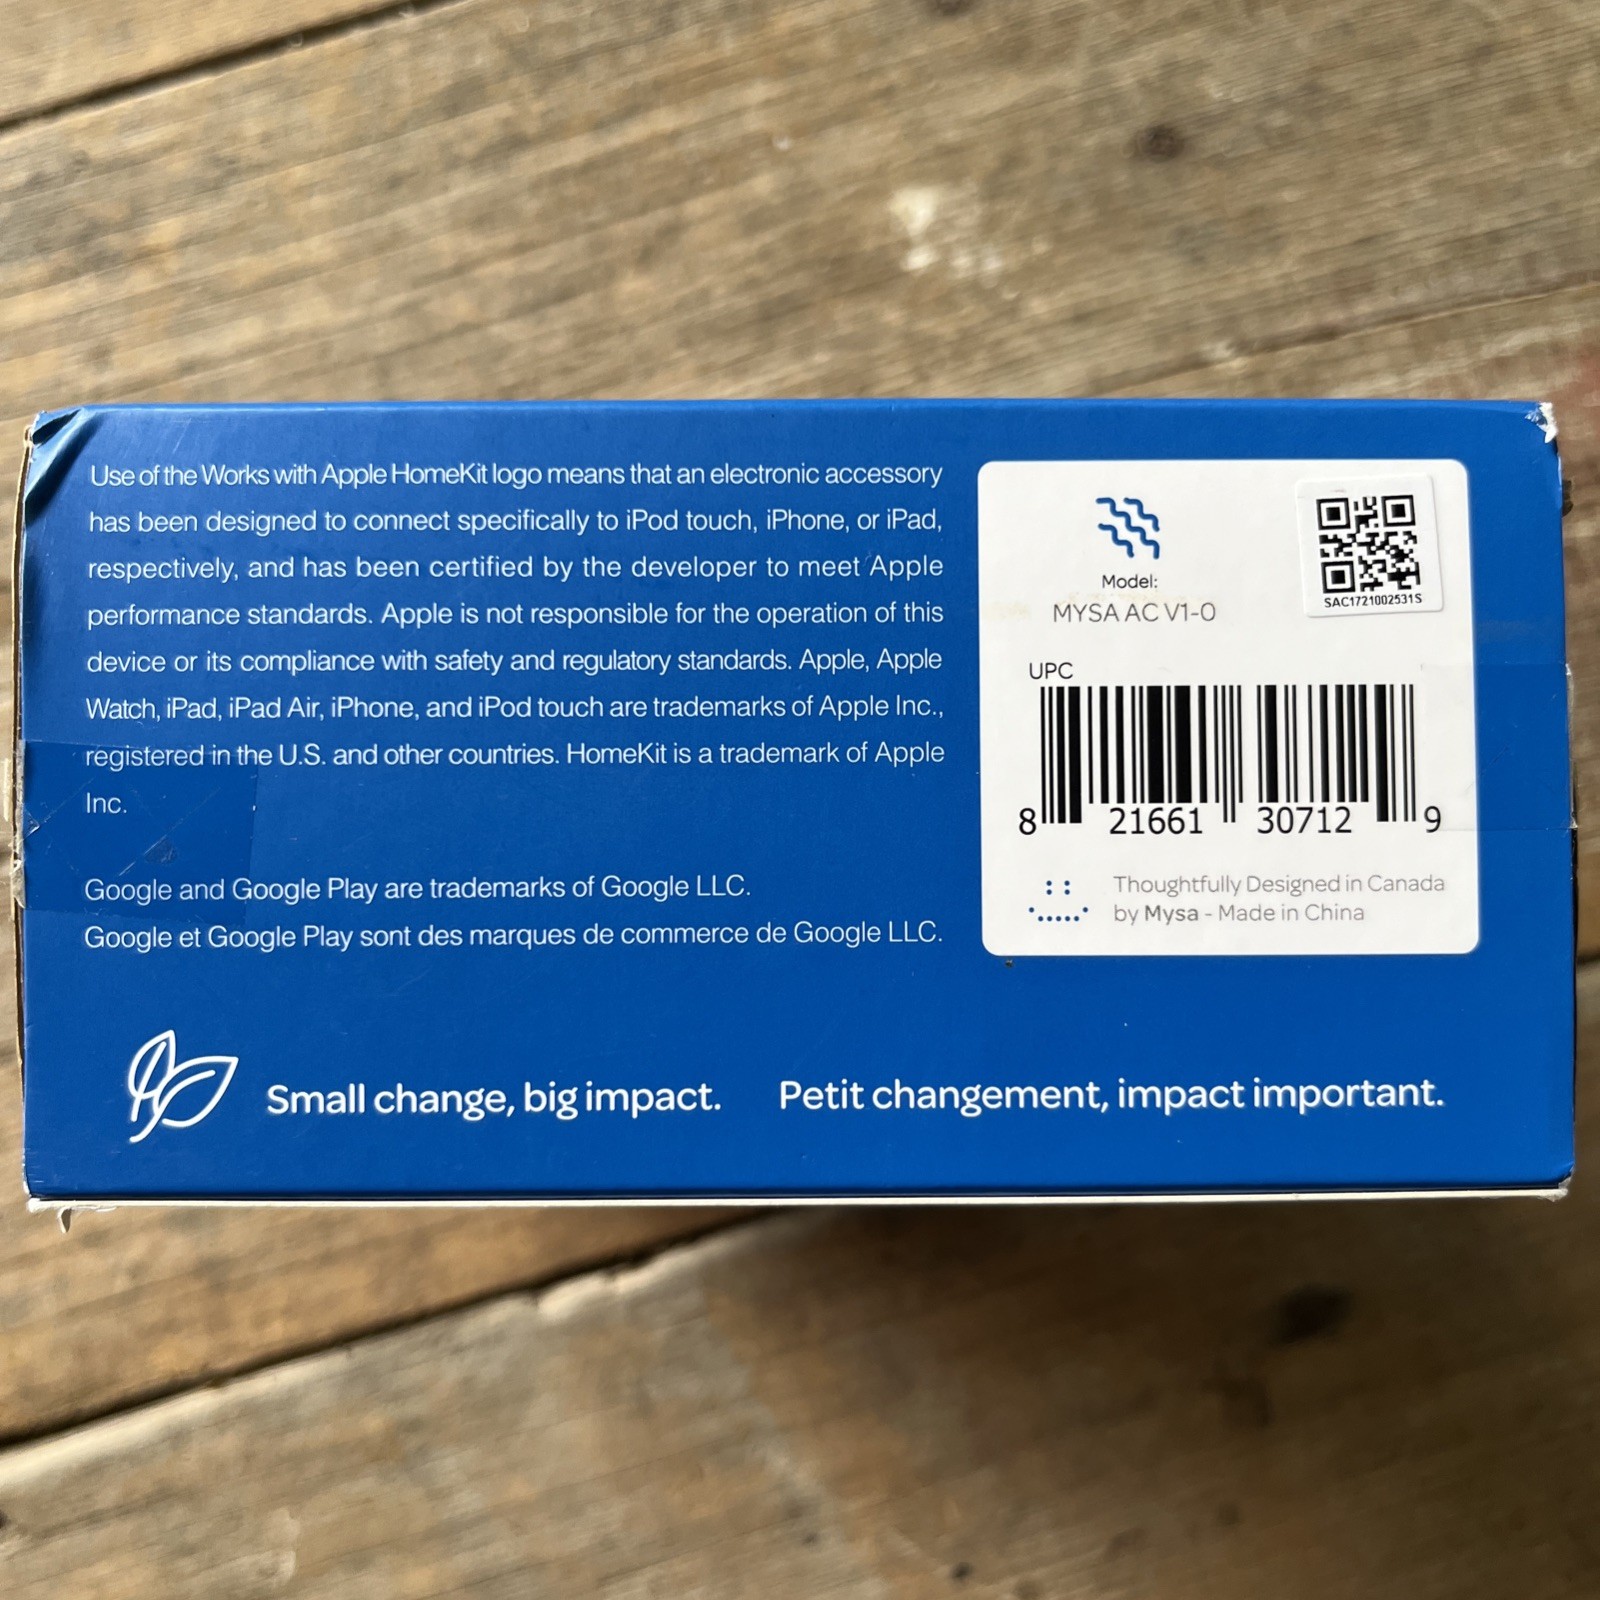 Use of the Works with Apple HomeKit logo means that an electronic accessory
has been designed to connect specifically to iPod touch, iPhone, or iPad,
respectively, and has been certified by the developer to meet Apple
performance standards. Apple is not responsible for the operation of this
device or its compliance with safety and regulatory standards. Apple, Apple
Watch, iPad, iPad Air, iPhone, and iPod touch are trademarks of Apple Inc.,
registered in the U.S. and other countries. HomeKit is a trademark of Apple
Inc.
Google and Google Play are trademarks of Google LLC.
Google et Google Play sont des marques de commerce de Google LLC.
Model:
MYSA AC V1-0
SAC1721002531S
UPC
8 21661 30712 9
Thoughtfully Designed in Canada
by Mysa - Made in China
Small change, big impact.
Petit changement, impact important.